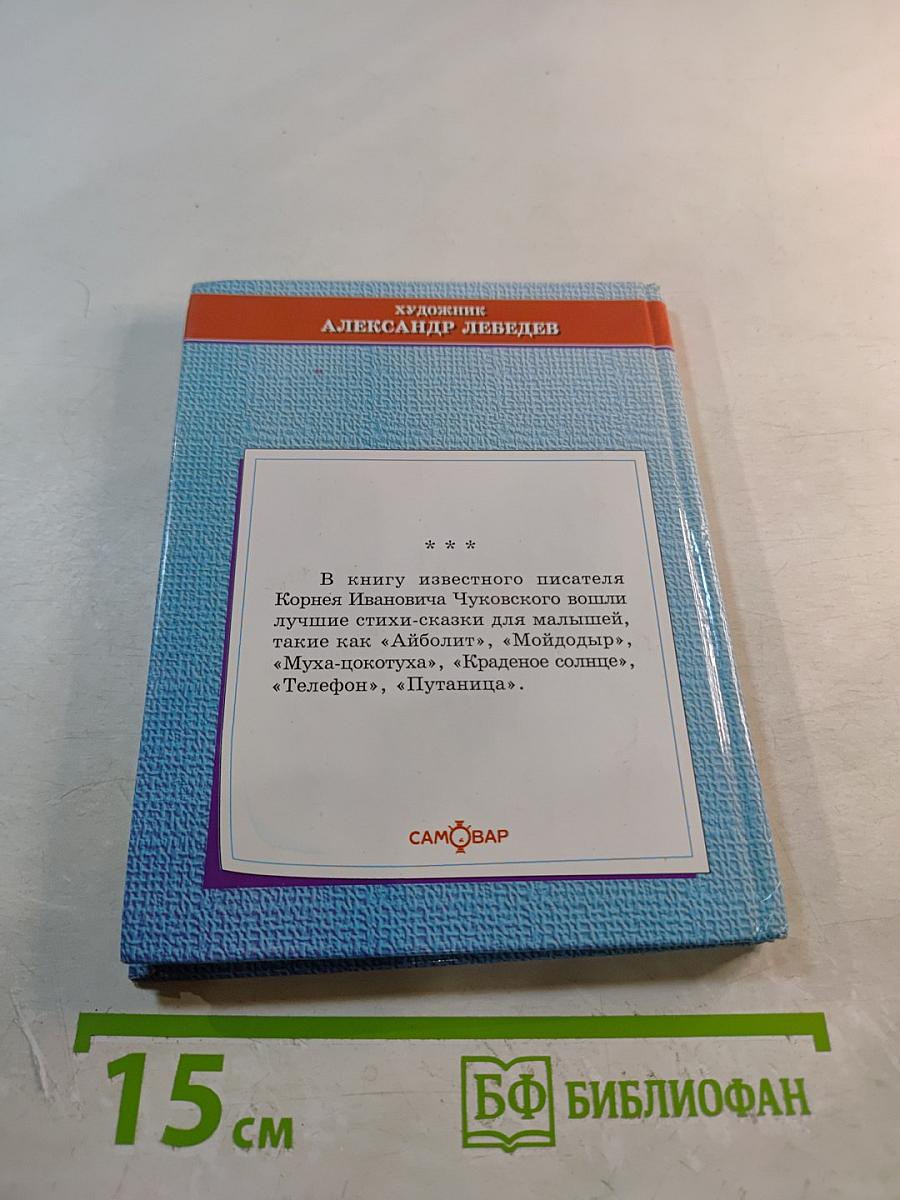 ХУДОЖНИК
АЛЕКСАНДР ЛЕБЕДЕВ
* * *
В книгу известного писателя
Корнея Ивановича Чуковского вошли
лучшие стихи-сказки для малышей,
такие как «Айболит», «Мойдодыр»,
«Муха-цокотуха», «Краденое солнце»,
«Телефон», «Путаница».
САМОВАР
15 см
БФ БИБЛИОФАН